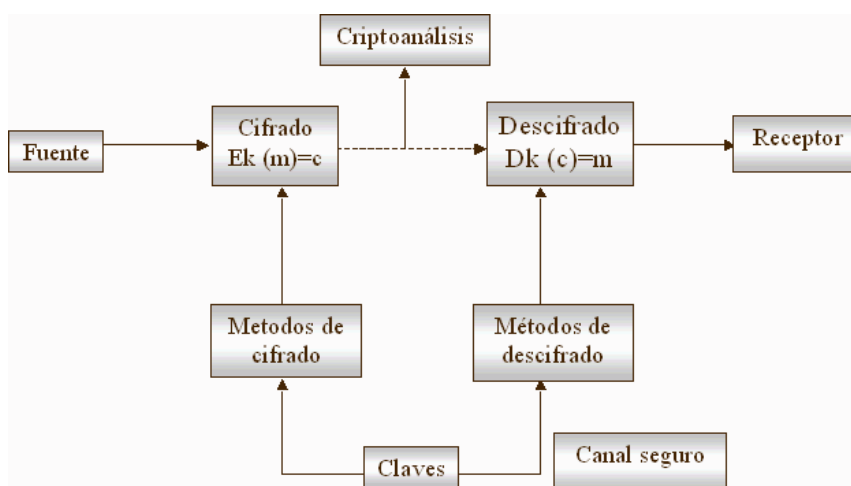 Criptoanálisis
Fuente
Cifrado
Ek (m)=c
Descifrado
Dk (c)=m
Receptor
Metodos de
cifrado
Métodos de
descifrado
Claves
Canal seguro